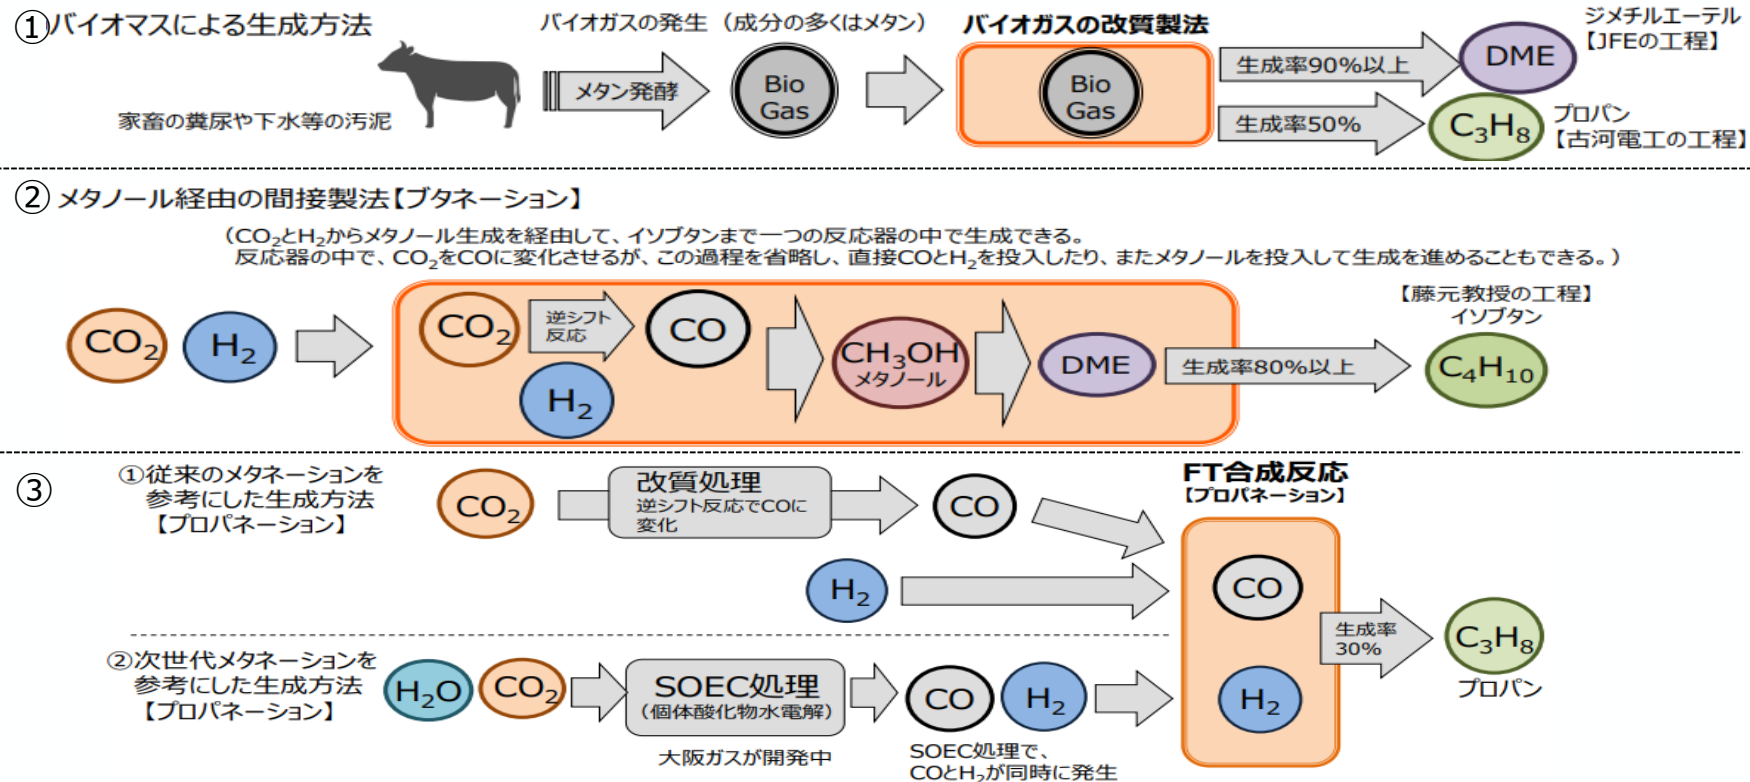 ① バイオマスによる生成方法
バイオガスの発生（成分の多くはメタン）
バイオガスの改質製法
ジメチルエーテル
【JFEの工程】
家畜の糞尿や下水等の汚泥
メタン発酵
Bio
Gas
Bio
Gas
生成率90%以上
DME
生成率50%
C₃H₈
プロパン
【古河電工の工程】
② メタノール経由の間接製法【ブタネーション】
（CO₂とH₂からメタノール生成を経由して、イソブタンまで一つの反応器の中で生成できる。
反応器の中で、CO₂をCOに変化させるが、この過程を省略し、直接COとH₂を投入したり、またメタノールを投入して生成を進めることもできる。）
CO₂
H₂
CO₂
逆シフト
反応
CO
H₂
CH₃OH
メタノール
DME
生成率80%以上
【藤元教授の工程】
イソブタン
C₄H₁₀
③
①従来のメタネーションを
参考にした生成方法
【プロパネーション】
CO₂
改質処理
逆シフト反応でCOに
変化
CO
H₂
FT合成反応
【プロパネーション】
CO
H₂
生成率
30%
C₃H₈
プロパン
②次世代メタネーションを
参考にした生成方法
【プロパネーション】
H₂O
CO₂
SOEC処理
（個体酸化物水電解）
大阪ガスが開発中
CO
H₂
SOEC処理で、
COとH₂が同時に発生